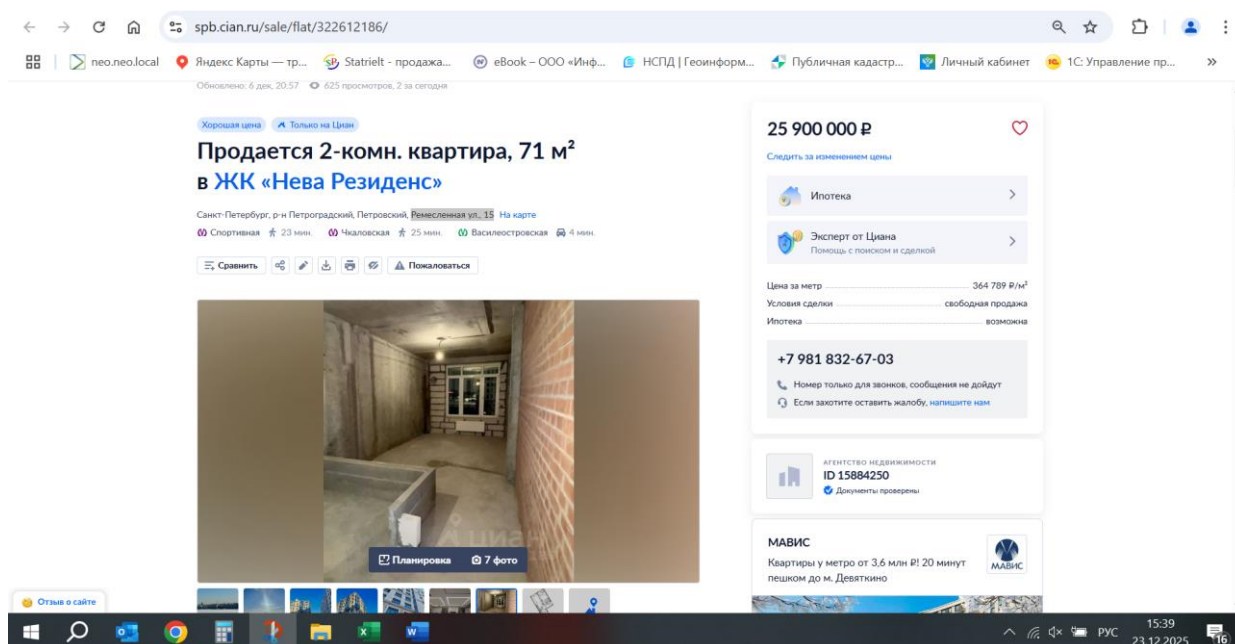 spb.cian.ru/sale/flat/322612186/
neo.neo.local Яндекс Карты — тр... Statrielt - продажа... eBook – ООО «Инф... НСПД | Геоинформ... Публичная кадастр... Личный кабинет 1С: Управление пр... »
Обновлено: 6 дек, 20:57 625 просмотров, 2 за сегодня
Хорошая цена Только на Циан
Продается 2-комн. квартира, 71 м²
в ЖК «Нева Резиденс»
Санкт-Петербург, р-н Петроградский, Петровский, Ремесленная ул., 15 На карте
Спортивная 23 мин. Чкаловская 25 мин. Василеостровская 4 мин.
Сравнить Пожаловаться
циан
Планировка 7 фото
25 900 000 ₽
Следить за изменением цены
Ипотека
Эксперт от Циана
Помощь с поиском и сделкой
Цена за метр 364 789 ₽/м²
Условия сделки свободная продажа
Ипотека возможна
+7 981 832-67-03
Номер только для звонков, сообщения не дойдут
Если захотите оставить жалобу, напишите нам
АГЕНТСТВО НЕДВИЖИМОСТИ
ID 15884250
Документы проверены
МАВИС
Квартиры у метро от 3,6 млн ₽! 20 минут
пешком до м. Девяткино
МАВИС
Отзыв о сайте
РУС
15:39
23.12.2025
16